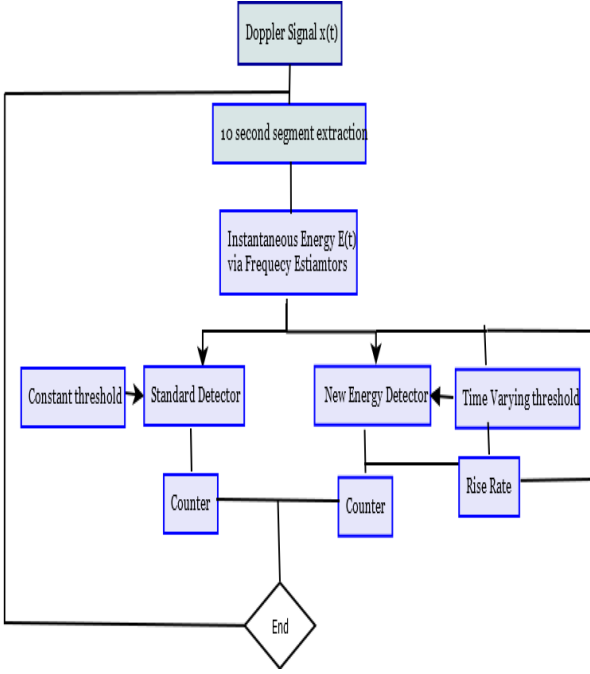 Doppler Signal x(t)
10 second segment extraction
Instantaneous Energy E(t)
via Frequecy Estiamtors
Constant threshold
Standard Detector
New Energy Detector
Time Varying threshold
Counter
Counter
Rise Rate
End